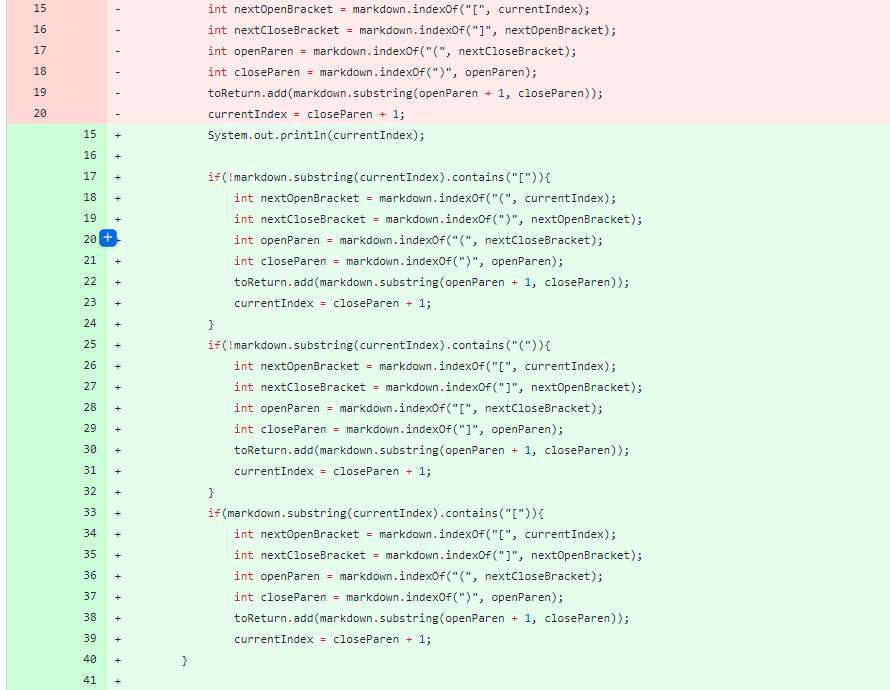 15 - int nextOpenBracket = markdown.indexOf("[", currentIndex);
16 - int nextCloseBracket = markdown.indexOf("]", nextOpenBracket);
17 - int openParen = markdown.indexOf("(", nextCloseBracket);
18 - int closeParen = markdown.indexOf(")", openParen);
19 - toReturn.add(markdown.substring(openParen + 1, closeParen));
20 - currentIndex = closeParen + 1;
15 + System.out.println(currentIndex);
16 +
17 + if(!markdown.substring(currentIndex).contains("[")){
18 + int nextOpenBracket = markdown.indexOf("(", currentIndex);
19 + int nextCloseBracket = markdown.indexOf(")", nextOpenBracket);
20 + int openParen = markdown.indexOf("(", nextCloseBracket);
21 + int closeParen = markdown.indexOf(")", openParen);
22 + toReturn.add(markdown.substring(openParen + 1, closeParen));
23 + currentIndex = closeParen + 1;
24 + }
25 + if(!markdown.substring(currentIndex).contains("(")){
26 + int nextOpenBracket = markdown.indexOf("[", currentIndex);
27 + int nextCloseBracket = markdown.indexOf("]", nextOpenBracket);
28 + int openParen = markdown.indexOf("[", nextCloseBracket);
29 + int closeParen = markdown.indexOf("]", openParen);
30 + toReturn.add(markdown.substring(openParen + 1, closeParen));
31 + currentIndex = closeParen + 1;
32 + }
33 + if(markdown.substring(currentIndex).contains("[")){
34 + int nextOpenBracket = markdown.indexOf("[", currentIndex);
35 + int nextCloseBracket = markdown.indexOf("]", nextOpenBracket);
36 + int openParen = markdown.indexOf("(", nextCloseBracket);
37 + int closeParen = markdown.indexOf(")", openParen);
38 + toReturn.add(markdown.substring(openParen + 1, closeParen));
39 + currentIndex = closeParen + 1;
40 + }
41 +